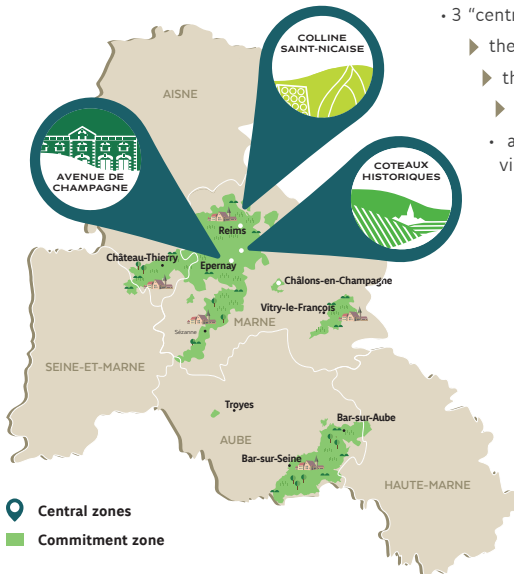 • 3 “centr
the
th
• a
vi
COLLINE
SAINT-NICAISE
AISNE
AVENUE DE
CHAMPAGNE
COTEAUX
HISTORIQUES
Reims
Château-Thierry
Epernay
Châlons-en-Champagne
Vitry-le-François
Sézanne
MARNE
SEINE-ET-MARNE
Troyes
Bar-sur-Aube
AUBE
Bar-sur-Seine
HAUTE-MARNE
Central zones
Commitment zone